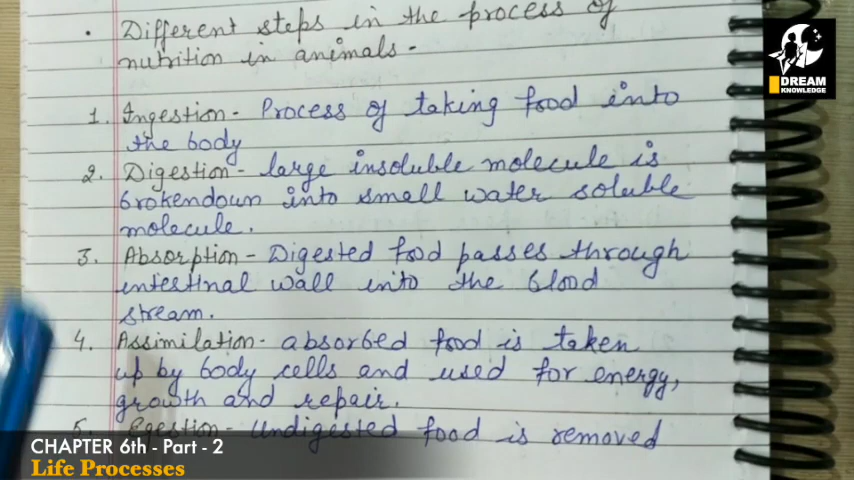 • Different steps in the process of
nutrition in animals.
1. Ingestion - Process of taking food into
the body
2. Digestion - large insoluble molecule is
brokendown into small water soluble
molecule.
3. Absorption - Digested food passes through
intestinal wall into the blood
stream.
4. Assimilation - absorbed food is taken
up by body cells and used for energy,
growth and repair.
5. Egestion - Undigested food is removed
DREAM
KNOWLEDGE
CHAPTER 6th - Part - 2
Life Processes